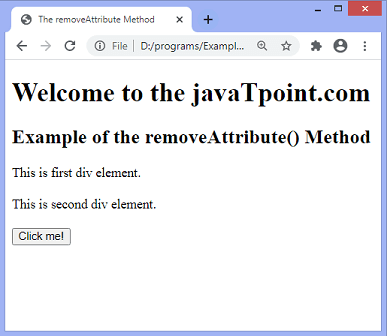 The removeAttribute Method
File D:/programs/Exampl...
Welcome to the javaTpoint.com
Example of the removeAttribute() Method
This is first div element.
This is second div element.
Click me!